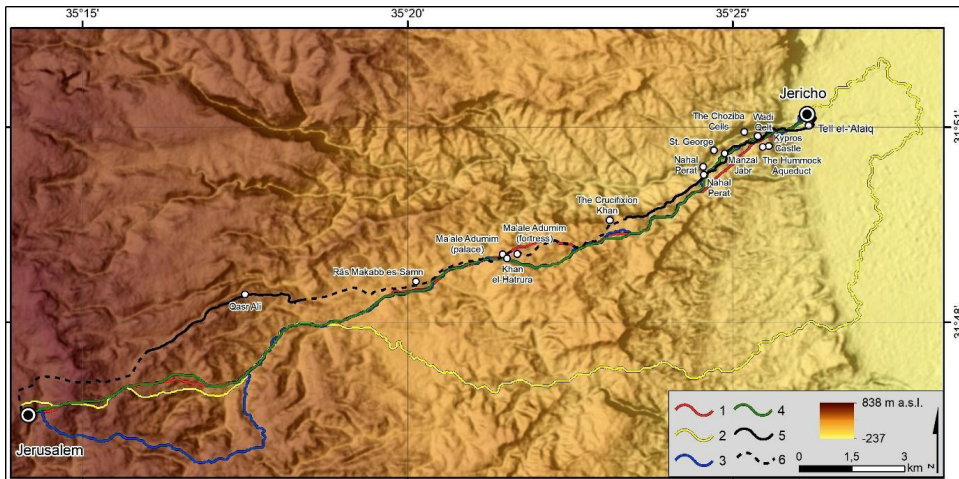 35°15'
35°20'
35°25'
Jericho
The Choziba
Cells
Wadi
Qelt
31°51'
Tell el-'Alaiq
St. George
Kypros
Castle
Nahal
Perat
Manzal
Jabr
The Hummock
Aqueduct
Nahal
Perat
The Crucifixion
Khan
Ma'ale Adumim
(palace)
Ma'ale Adumim
(fortress)
Khan
el-Hatrura
Râs Makabb es-Samn
Qasr Ali
31°48'
Jerusalem
1
4
838 m a.s.l.
2
5
-237
3
6
0
1,5
3
km
N